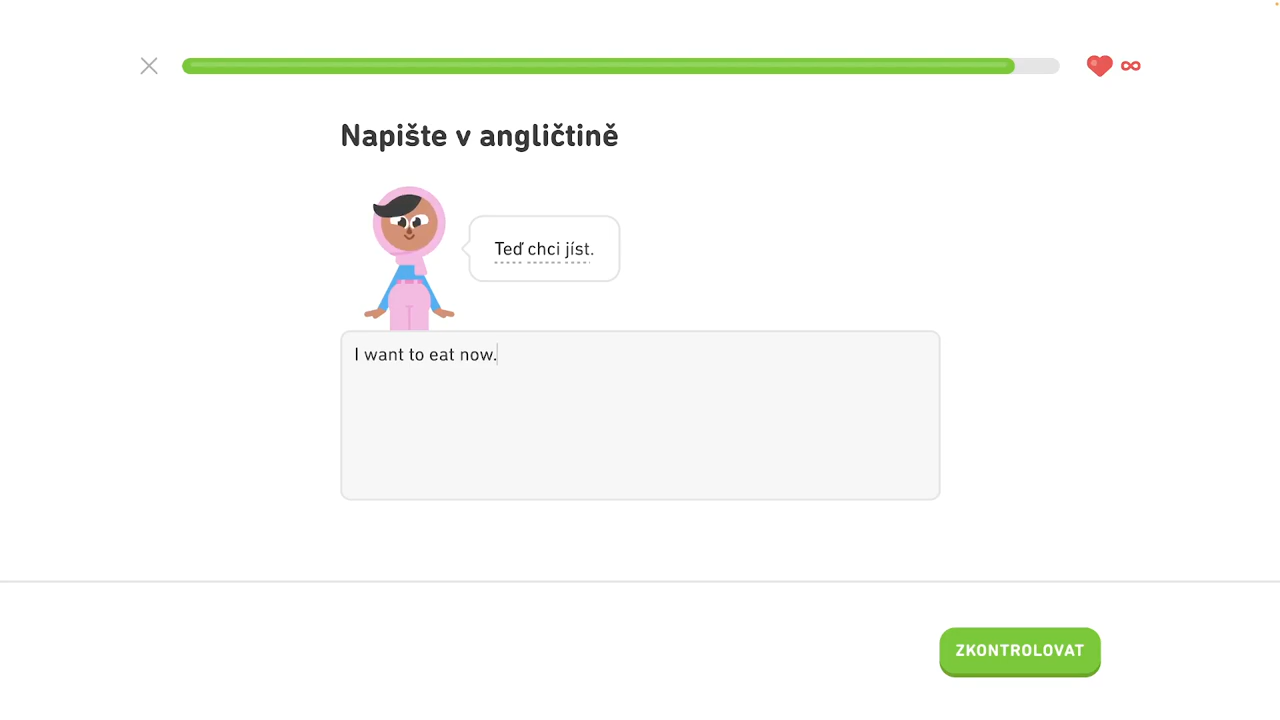 ∞
Napište v angličtině
Teď chci jíst.
I want to eat now.
ZKONTROLOVAT